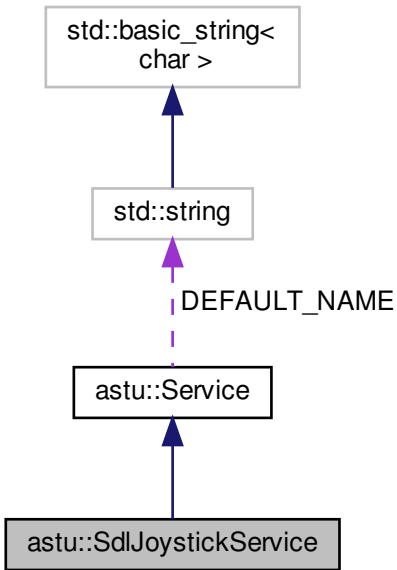 std::basic_string<
char >
std::string
DEFAULT_NAME
astu::Service
astu::SdlJoystickService